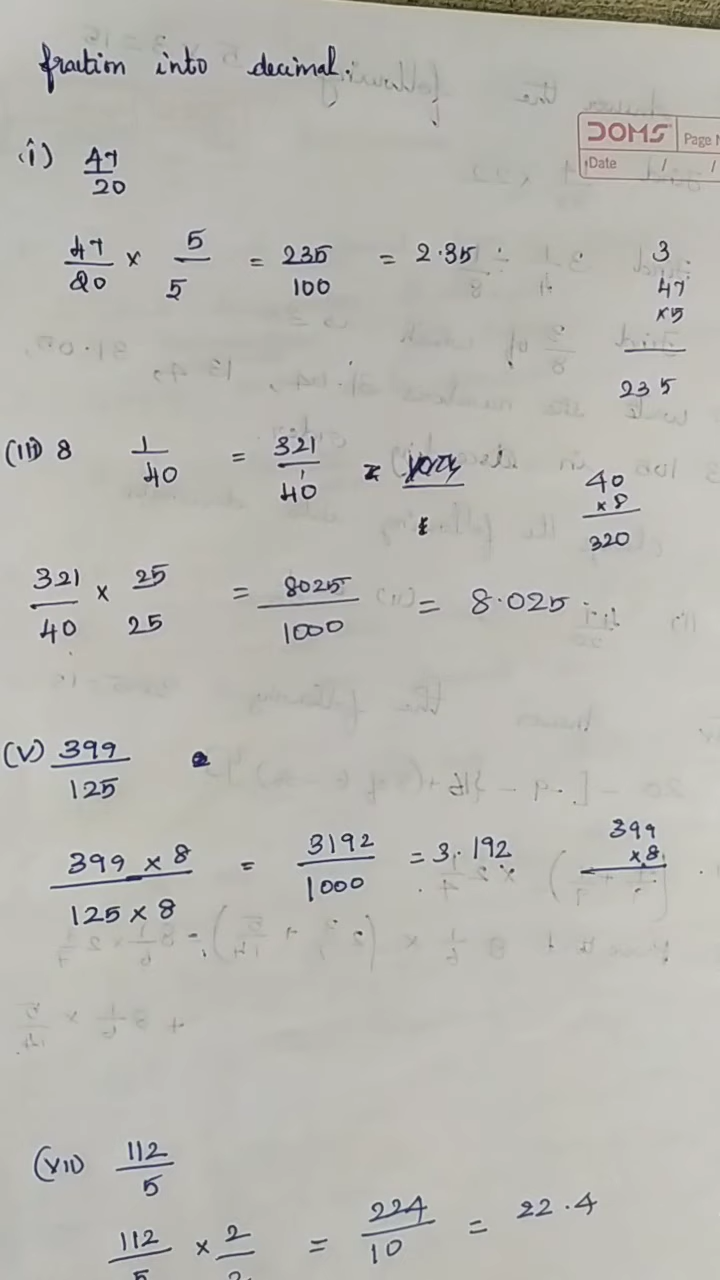 fraction into decimal.
DOMS Page N
Date / /
(i) 47/20
47/20 × 5/5 = 235/100 = 2.35
3
47
×5
235
(iii) 8 1/40 = 321/40 =
40
×8
320
321/40 × 25/25 = 8025/1000 = 8.025
(v) 399/125
399 × 8/125 × 8 = 3192/1000 = 3.192
399
×8
112/5
112/5 × 2/2 = 224/10 = 22.4